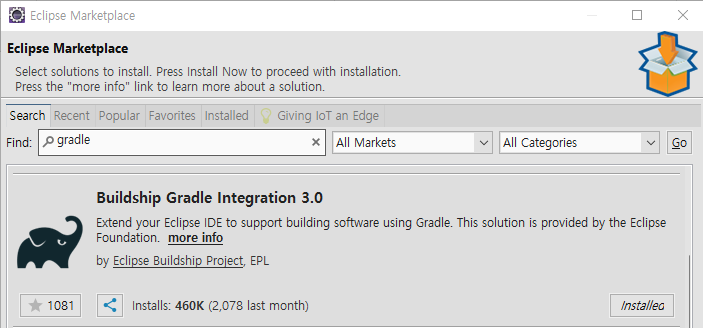 Eclipse Marketplace
Eclipse Marketplace
Select solutions to install. Press Install Now to proceed with installation.
Press the "more info" link to learn more about a solution.
Search Recent Popular Favorites Installed Giving IoT an Edge
Find: gradle All Markets All Categories Go
Buildship Gradle Integration 3.0
Extend your Eclipse IDE to support building software using Gradle. This solution is provided by the Eclipse
Foundation. more info
by Eclipse Buildship Project, EPL
1081 Installs: 460K (2,078 last month) Installed